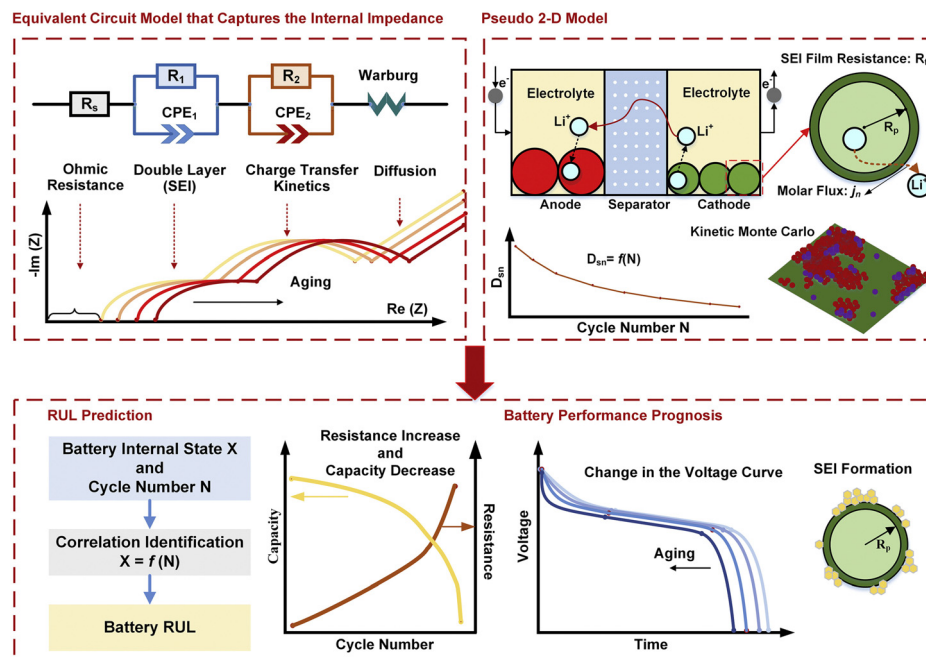 Equivalent Circuit Model that Captures the Internal Impedance
R₁
R₂
Warburg
Rₛ
CPE₁
CPE₂
Ohmic
Resistance
Double Layer
(SEI)
Charge Transfer
Kinetics
Diffusion
-Im (Z)
Aging
Re (Z)
Pseudo 2-D Model
SEI Film Resistance: R
e⁻
Electrolyte
Electrolyte
e⁻
Li⁺
Li⁺
Rₚ
Li⁺
Molar Flux: jₙ
Anode
Separator
Cathode
Kinetic Monte Carlo
Dₛₙ
Dₛₙ= f(N)
Cycle Number N
RUL Prediction
Battery Internal State X
and
Cycle Number N
Correlation Identification
X = f (N)
Battery RUL
Resistance Increase
and
Capacity Decrease
Capacity
Resistance
Cycle Number
Battery Performance Prognosis
Change in the Voltage Curve
Voltage
Aging
Time
SEI Formation
Rₚ